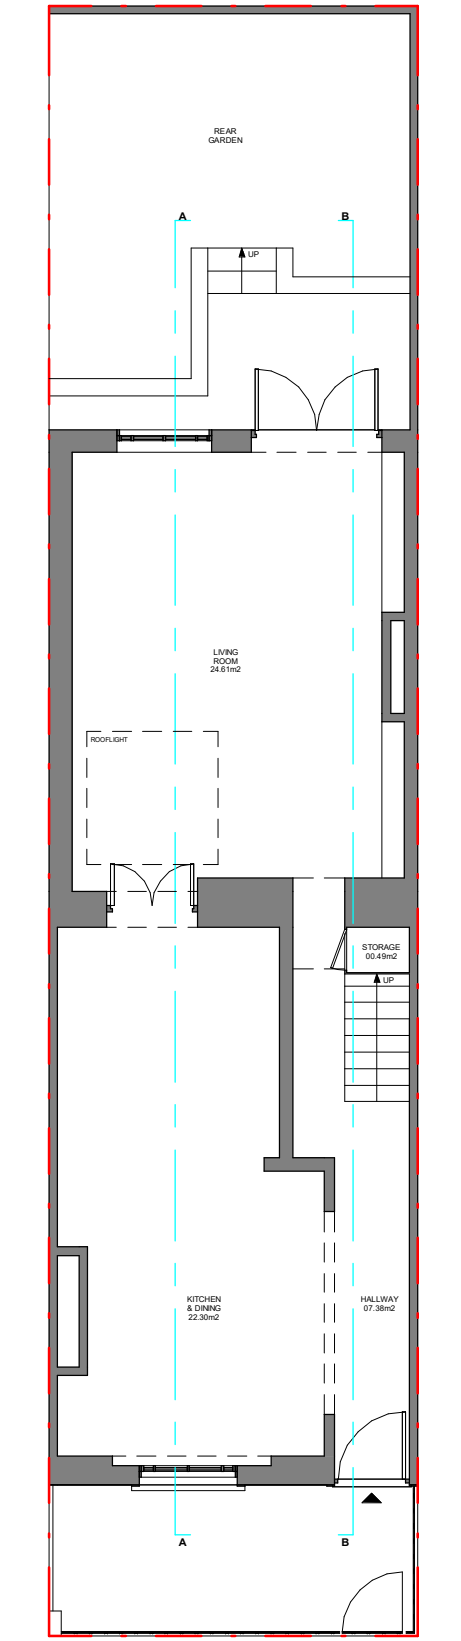 REAR
GARDEN
A
B
UP
LIVING
ROOM
24.61m2
ROOFLIGHT
STORAGE
00.49m2
UP
KITCHEN
& DINING
22.30m2
HALLWAY
07.38m2
A
B